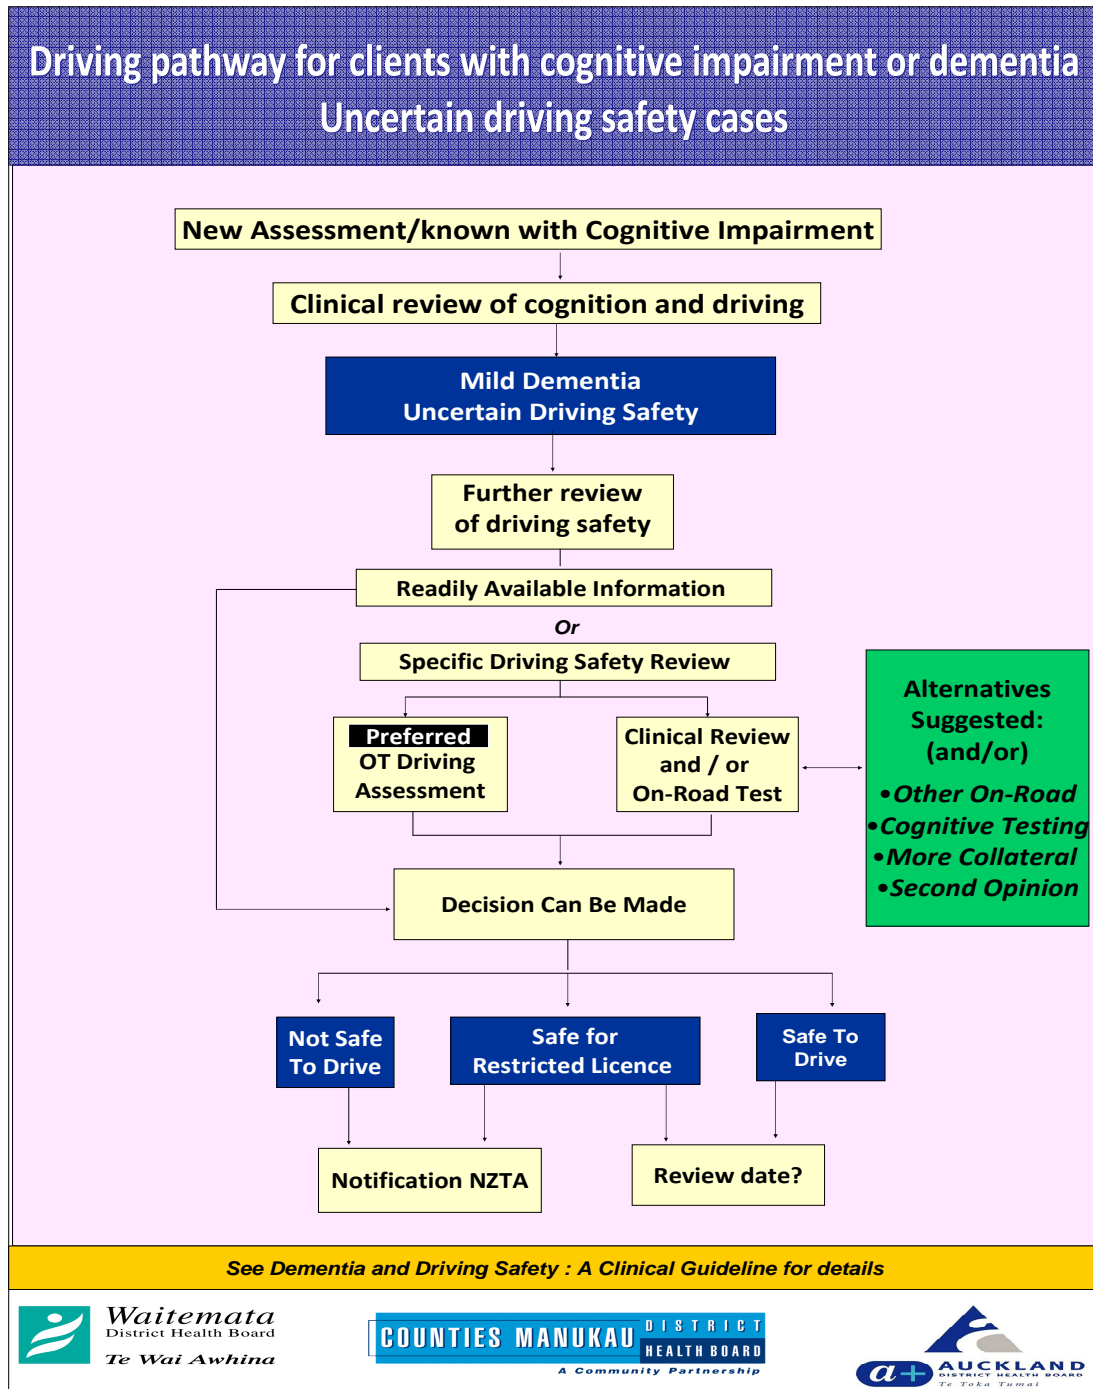 Driving pathway for clients with cognitive impairment or dementia
Uncertain driving safety cases
New Assessment/known with Cognitive Impairment
Clinical review of cognition and driving
Mild Dementia
Uncertain Driving Safety
Further review
of driving safety
Readily Available Information
Or
Specific Driving Safety Review
Preferred
OT Driving
Assessment
Clinical Review
and / or
On-Road Test
Alternatives
Suggested:
(and/or)
•Other On-Road
•Cognitive Testing
•More Collateral
•Second Opinion
Decision Can Be Made
Not Safe
To Drive
Safe for
Restricted Licence
Safe To
Drive
Notification NZTA
Review date?
See Dementia and Driving Safety : A Clinical Guideline for details
Waitemata
District Health Board
Te Wai Awhina
COUNTIES MANUKAU
DISTRICT
HEALTH BOARD
A Community Partnership
a+
AUCKLAND
DISTRICT HEALTH BOARD
Te Toka Tumai